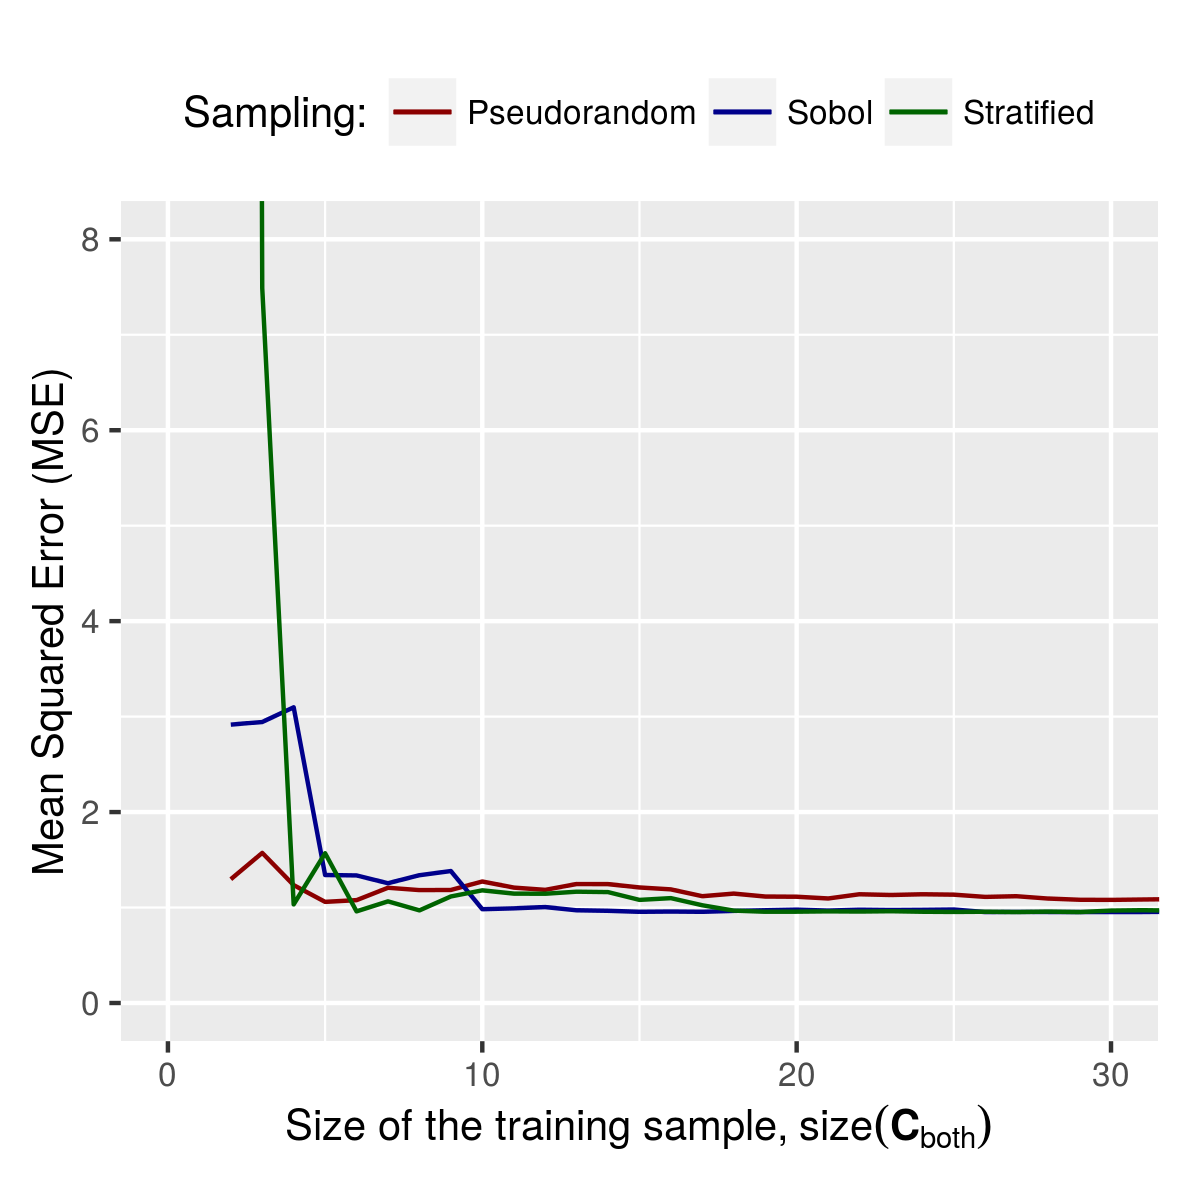 Sampling: Pseudorandom Sobol Stratified
8
6
4
2
0
Mean Squared Error (MSE)
0 10 20 30
Size of the training sample, size(C_both)